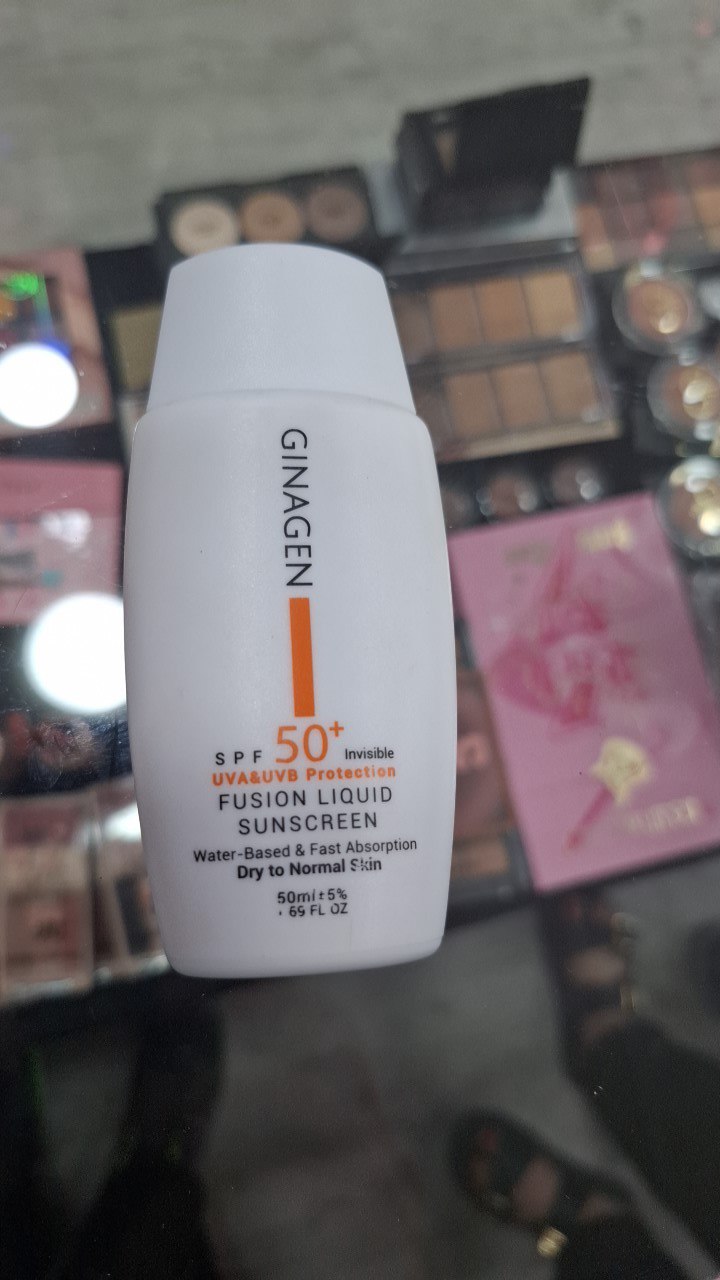 GINAGEN
SPF 50+ Invisible
UVA&UVB Protection
FUSION LIQUID
SUNSCREEN
Water-Based & Fast Absorption
Dry to Normal Skin
50ml±5%
.69 FL OZ